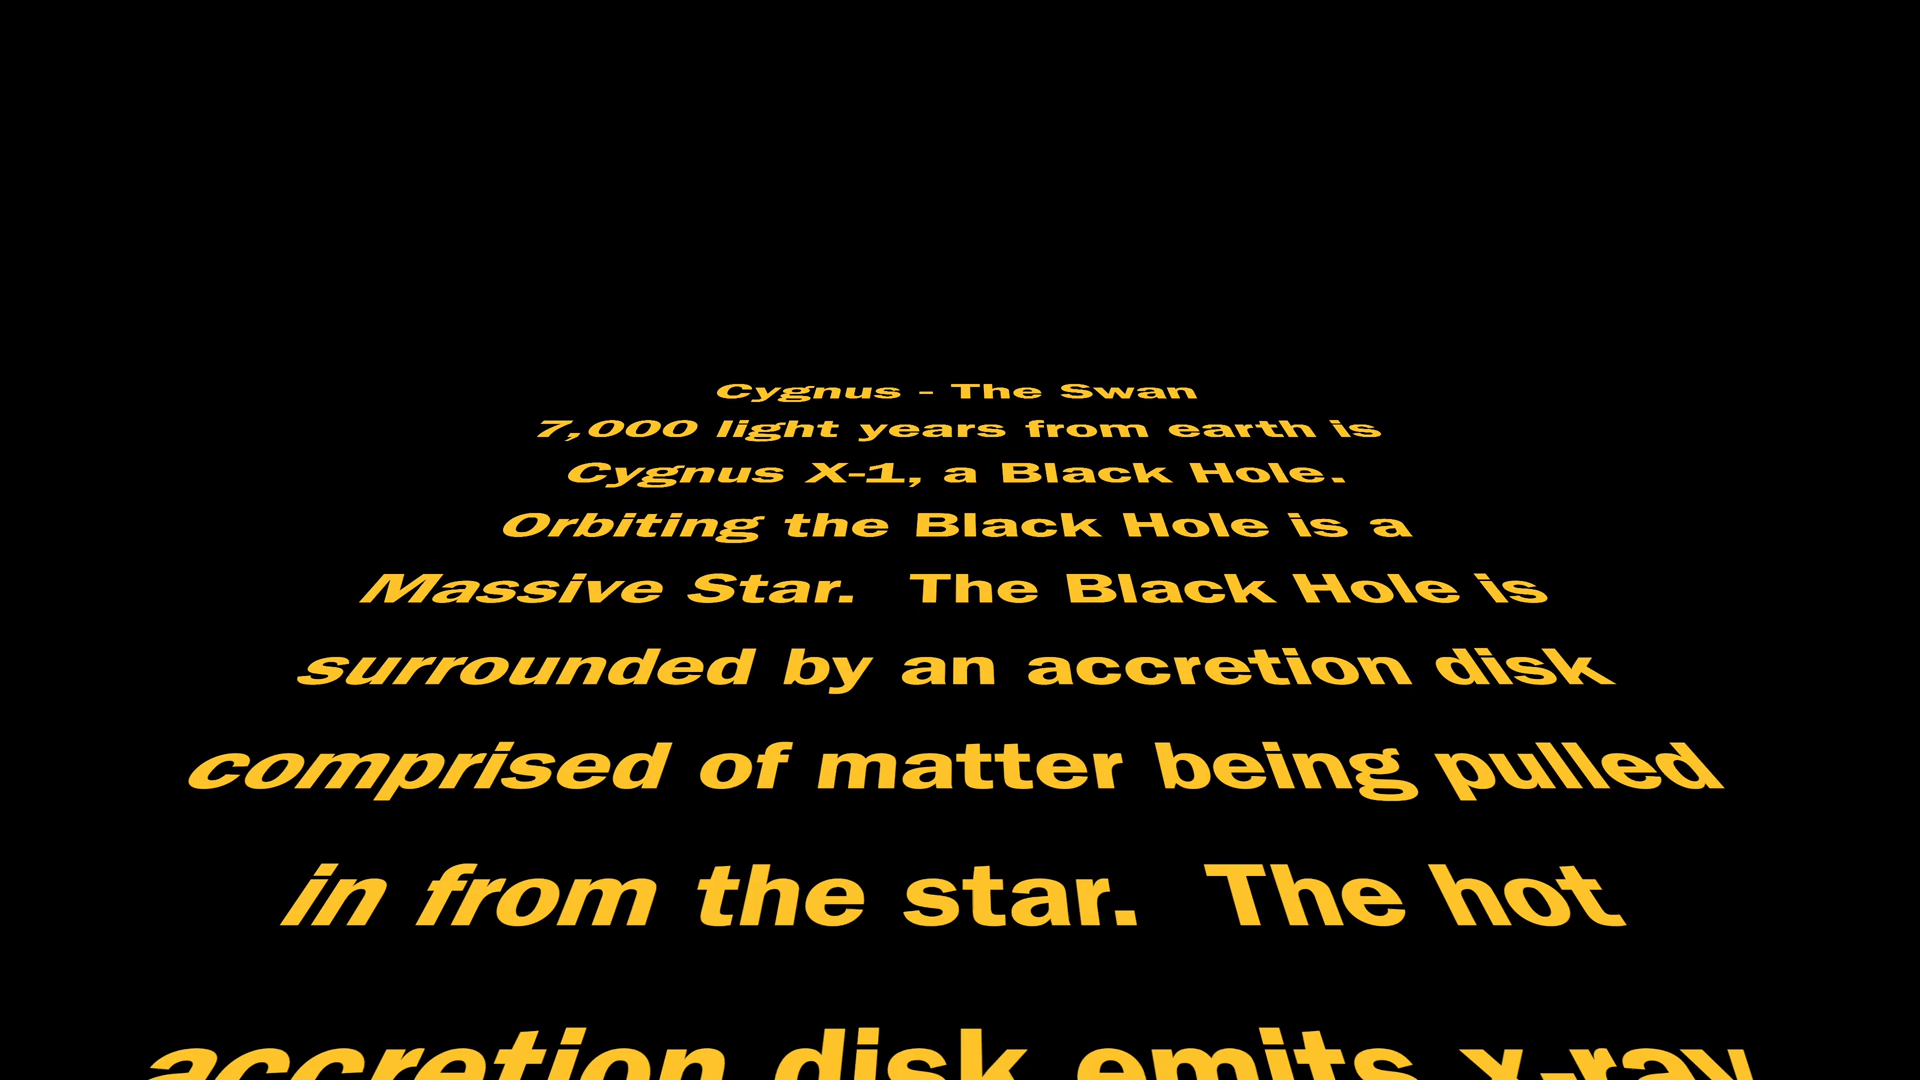 Cygnus - The Swan
7,000 light years from earth is
Cygnus X-1, a Black Hole.
Orbiting the Black Hole is a
Massive Star.  The Black Hole is
surrounded by an accretion disk
comprised of matter being pulled
in from the star.  The hot
accretion disk emits x-ray